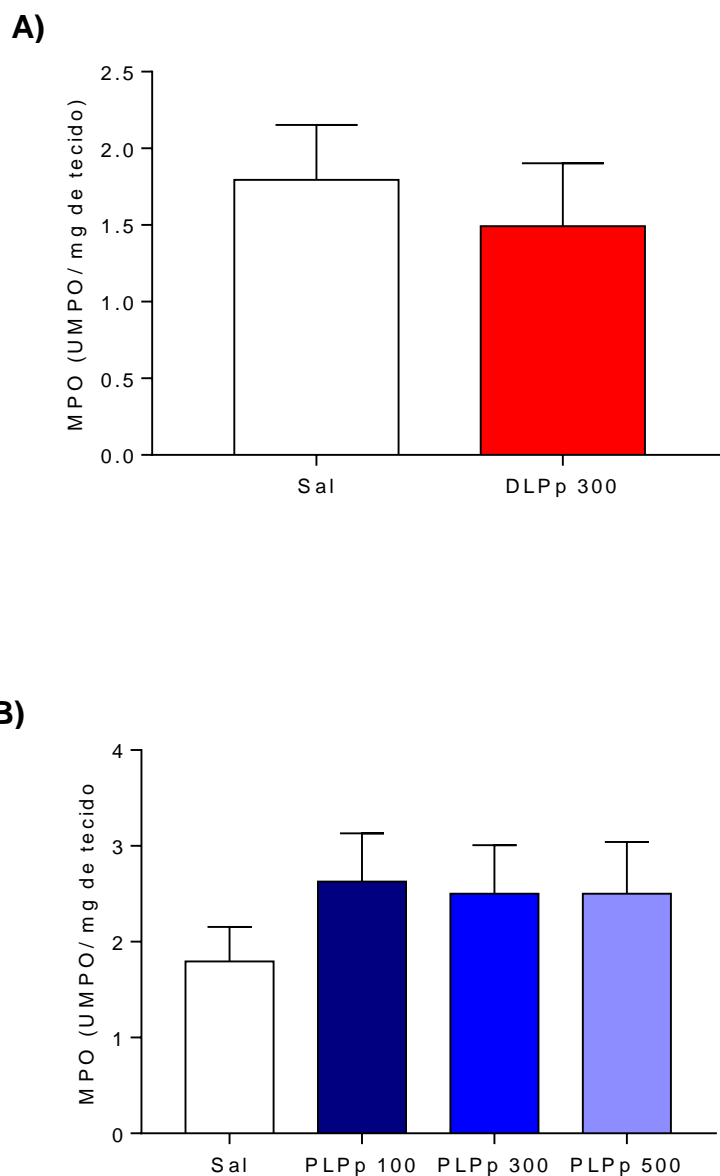 A)
MPO (UMPO/ mg de tecido)
2.5
2.0
1.5
1.0
0.5
0.0
Sal DLPp 300
B)
MPO (UMPO/ mg de tecido
4
3
2
1
0
Sal PLPp 100 PLPp 300 PLPp 500